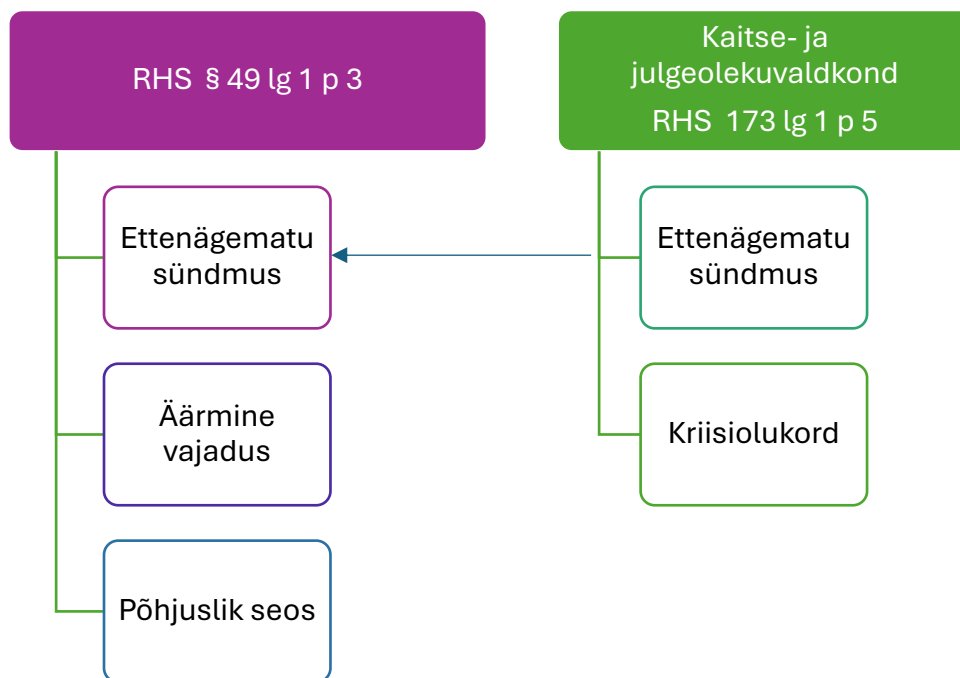 RHS § 49 lg 1 p 3
Ettenägematu
sündmus
Äärmine
vajadus
Põhjuslik seos
Kaitse- ja
julgeolekuvaldkond
RHS 173 lg 1 p 5
Ettenägematu
sündmus
Kriisiolukord